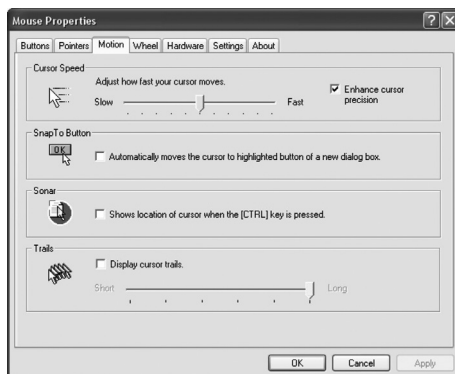 Mouse Properties
Buttons Pointers Motion Wheel Hardware Settings About
Cursor Speed
Adjust how fast your cursor moves.
Slow Fast
Enhance cursor
precision
SnapTo Button
OK
Automatically moves the cursor to highlighted button of a new dialog box.
Sonar
Shows location of cursor when the [CTRL] key is pressed.
Trails
Display cursor trails.
Short Long
OK Cancel Apply